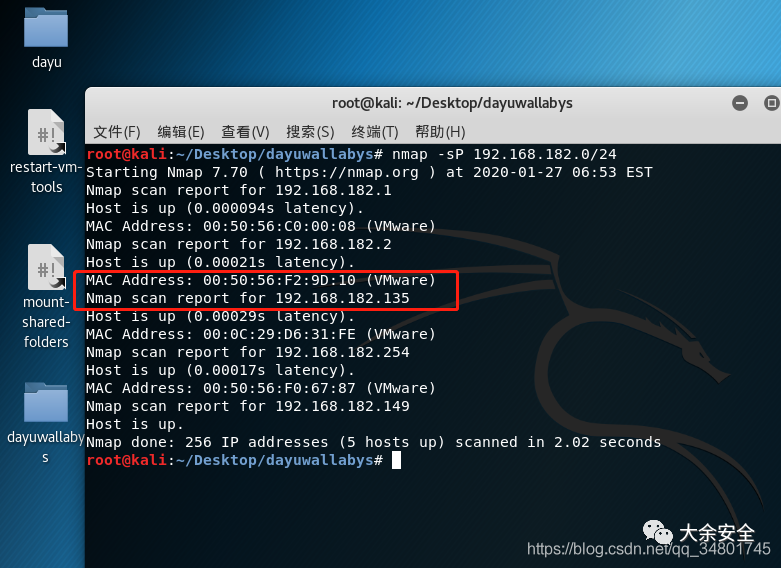 dayu
restart-vm-
tools
mount-
shared-
folders
dayuwallaby
s
root@kali: ~/Desktop/dayuwallabys
文件(F) 编辑(E) 查看(V) 搜索(S) 终端(T) 帮助(H)
root@kali:~/Desktop/dayuwallabys# nmap -sP 192.168.182.0/24
Starting Nmap 7.70 ( https://nmap.org ) at 2020-01-27 06:53 EST
Nmap scan report for 192.168.182.1
Host is up (0.000094s latency).
MAC Address: 00:50:56:C0:00:08 (VMware)
Nmap scan report for 192.168.182.2
Host is up (0.00021s latency).
MAC Address: 00:50:56:F2:9D:10 (VMware)
Nmap scan report for 192.168.182.135
Host is up (0.00029s latency).
MAC Address: 00:0C:29:D6:31:FE (VMware)
Nmap scan report for 192.168.182.254
Host is up (0.00017s latency).
MAC Address: 00:50:56:F0:67:87 (VMware)
Nmap scan report for 192.168.182.149
Host is up.
Nmap done: 256 IP addresses (5 hosts up) scanned in 2.02 seconds
root@kali:~/Desktop/dayuwallabys#
大余安全
https://blog.csdn.net/qq_34801745